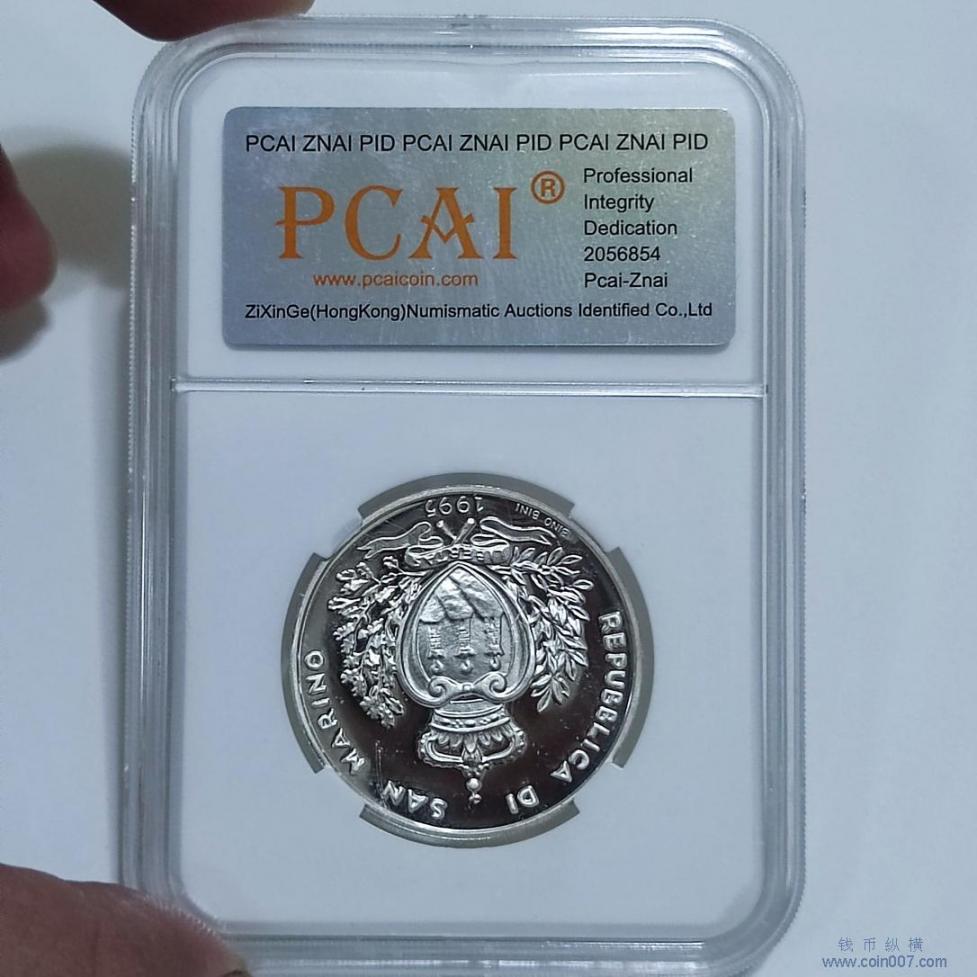 PCAI ZNAI PID PCAI ZNAI PID PCAI ZNAI PID
PCAI®
www.pcaicoin.com
Professional
Integrity
Dedication
2056854
Pcai-Znai
ZiXinGe(HongKong)Numismatic Auctions Identified Co.,Ltd
1995
BINO BINI
LIBERTAS
REPUBBLICA DI SAN MARINO
钱币纵横
www.coin007.com